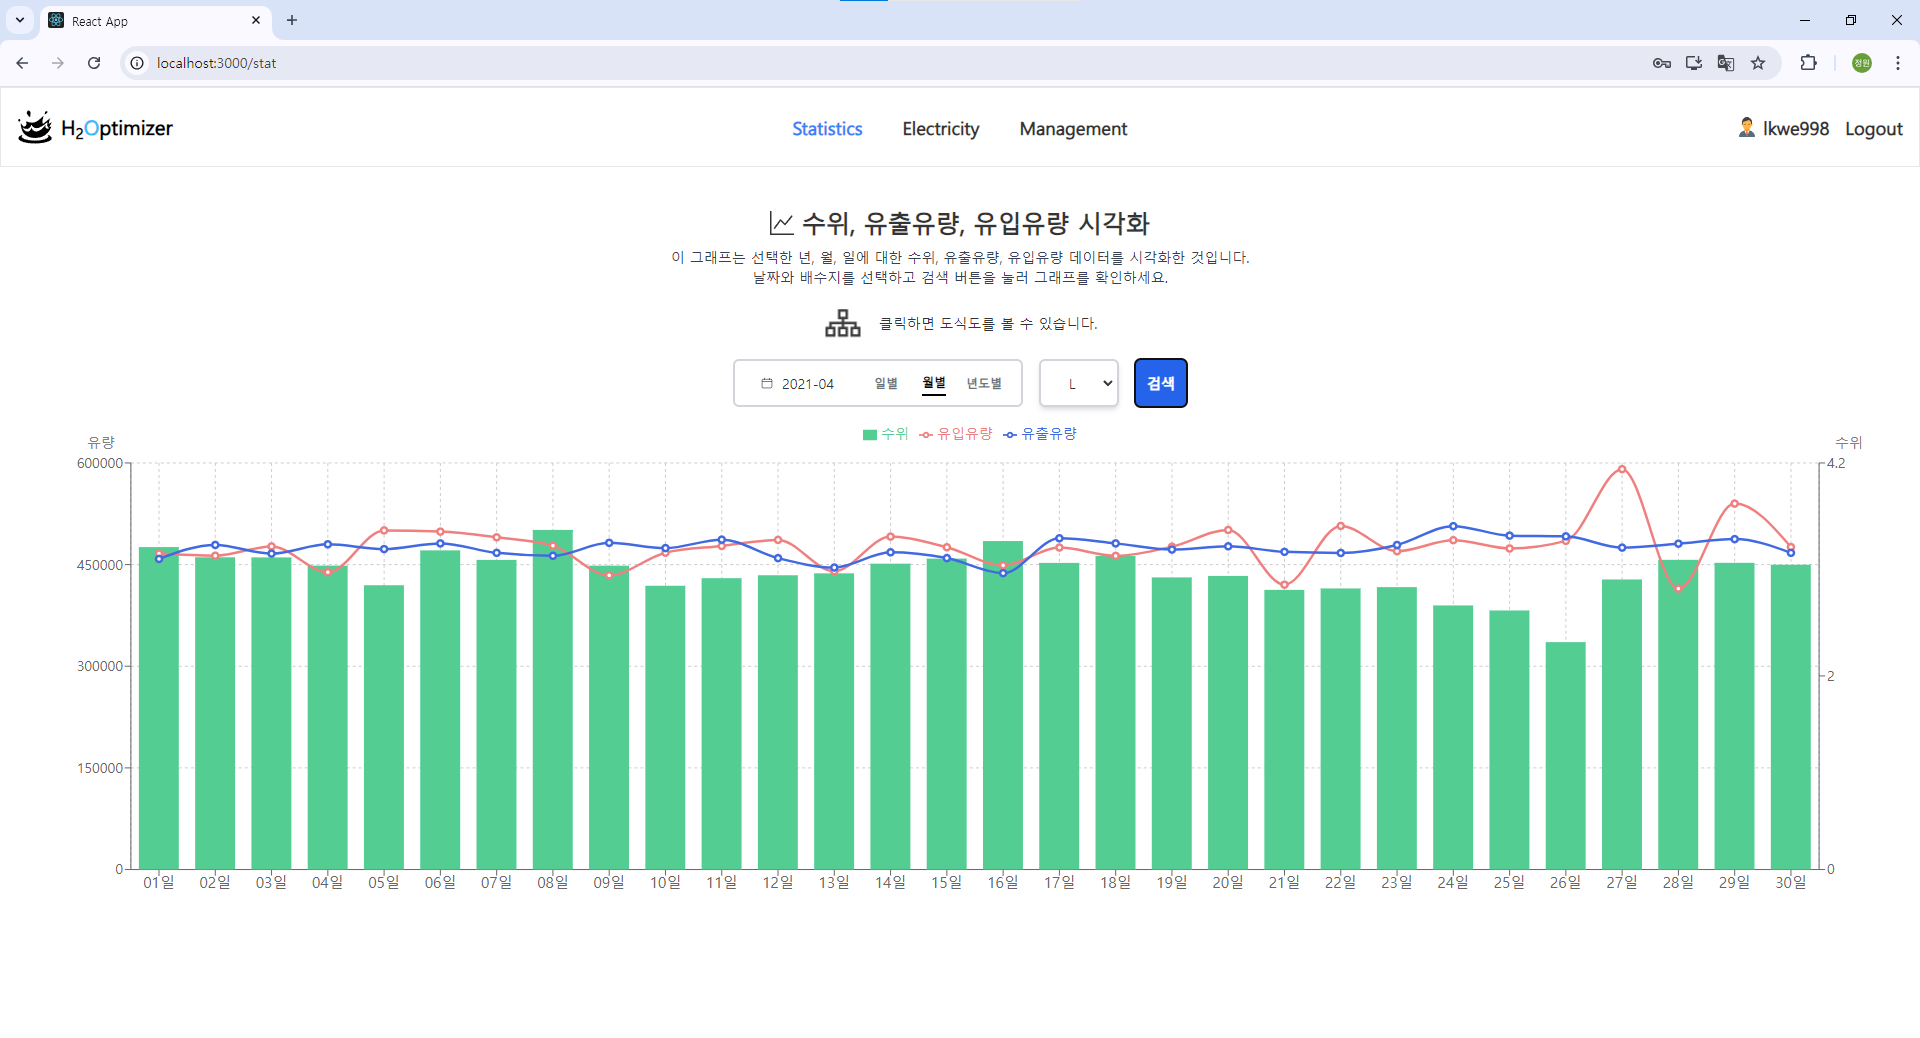 React App
localhost:3000/stat
정원
H₂Optimizer
Statistics
Electricity
Management
lkwe998
Logout
수위, 유출유량, 유입유량 시각화
이 그래프는 선택한 년, 월, 일에 대한 수위, 유출유량, 유입유량 데이터를 시각화한 것입니다.
날짜와 배수지를 선택하고 검색 버튼을 눌러 그래프를 확인하세요.
클릭하면 도식도를 볼 수 있습니다.
2021-04 일별 월별 년도별
L
검색
수위 유입유량 유출유량
유량
수위
600000
450000
300000
150000
0
4.2
2
0
01일 02일 03일 04일 05일 06일 07일 08일 09일 10일 11일 12일 13일 14일 15일 16일 17일 18일 19일 20일 21일 22일 23일 24일 25일 26일 27일 28일 29일 30일